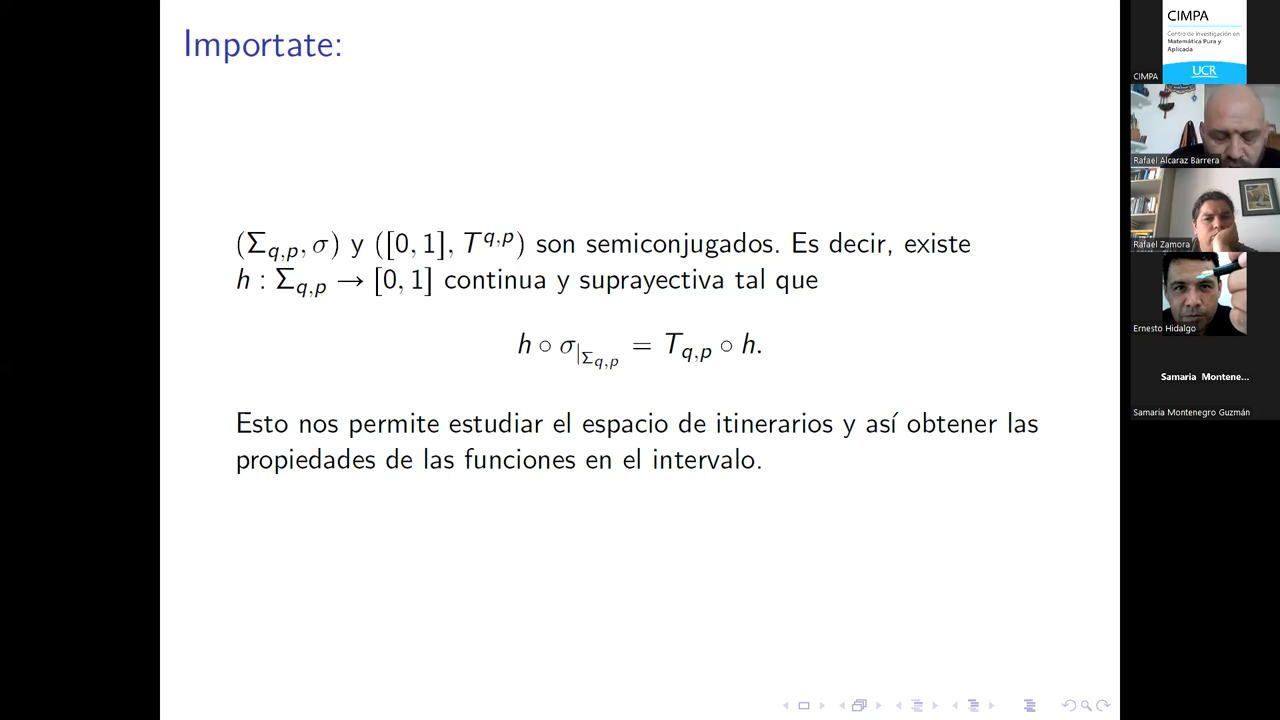 Importate:
(Σ_{q,p}, σ) y ([0, 1], T^{q,p}) son semiconjugados. Es decir, existe
h : Σ_{q,p} → [0, 1] continua y suprayectiva tal que
h ∘ σ_{|Σ_{q,p}} = T_{q,p} ∘ h.
Esto nos permite estudiar el espacio de itinerarios y así obtener las
propiedades de las funciones en el intervalo.
CIMPA
Centro de Investigación en
Matemática Pura y
Aplicada
UCR
CIMPA
Rafael Alcaraz Barrera
Rafael Zamora
Ernesto Hidalgo
Samaria Montene...
Samaria Montenegro Guzmán